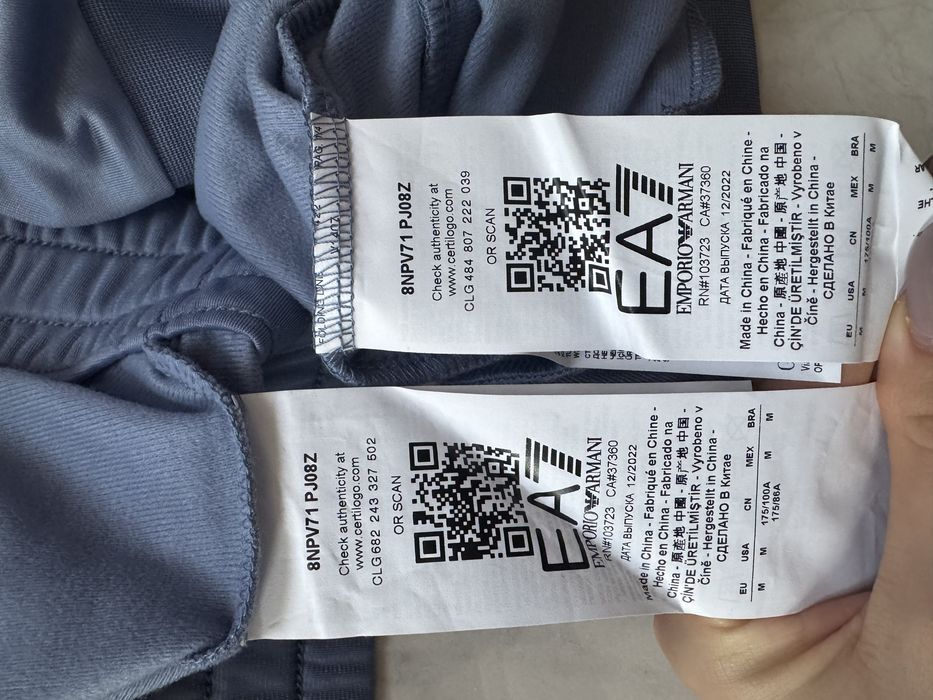 8NPV71 PJ08Z
Check authenticity at
www.certilogo.com
CLG 484 807 222 039
OR SCAN
EA7
EMPORIO ARMANI
RN#103723 CA#37360
ДАТА ВЫПУСКА 12/2022
Made in China - Fabriqué en Chine -
Hecho en China - Fabricado na
China - 原產地 中國 - 原产地 中国 -
ÇİN'DE ÜRETİLMİŞTİR - Vyrobeno v
Číně - Hergestellt in China -
СДЕЛАНО В Китае
EU USA CN MEX BRA
M M 175/100A M M
FOLDING LINE
8NPV71 PJ08Z
Check authenticity at
www.certilogo.com
CLG 682 243 327 502
OR SCAN
EA7
EMPORIO ARMANI
RN#103723 CA#37360
ДАТА ВЫПУСКА 12/2022
Made in China - Fabriqué en Chine -
Hecho en China - Fabricado na
China - 原產地 中國 - 原产地 中国 -
ÇİN'DE ÜRETİLMİŞTİR - Vyrobeno v
Číně - Hergestellt in China -
СДЕЛАНО В Китае
EU USA CN MEX BRA
M M 175/100A M M
175/86A